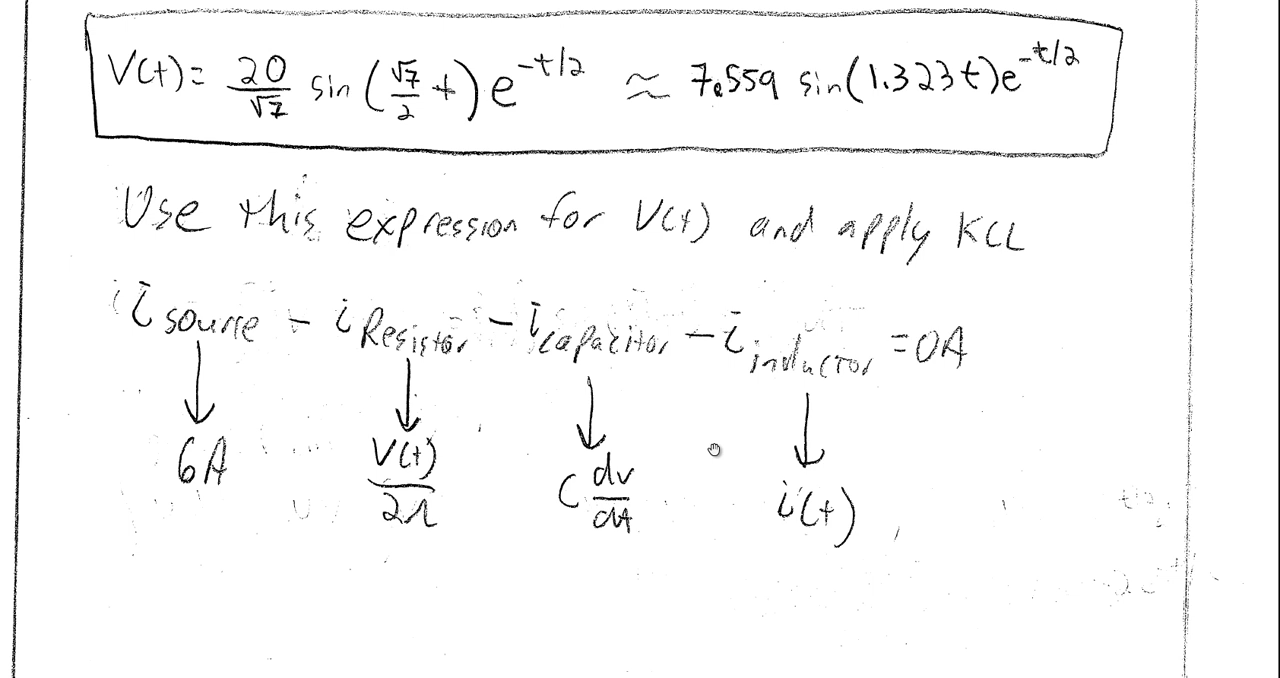 V(t) = 20/√7 sin(√7/2 t) e^-t/2 ≈ 7.559 sin(1.323t)e^-t/2
Use this expression for V(t) and apply KCL
i source - i Resistor - i capacitor - i inductor = 0A
6A V(t)/2Ω C dv/dt i(t)